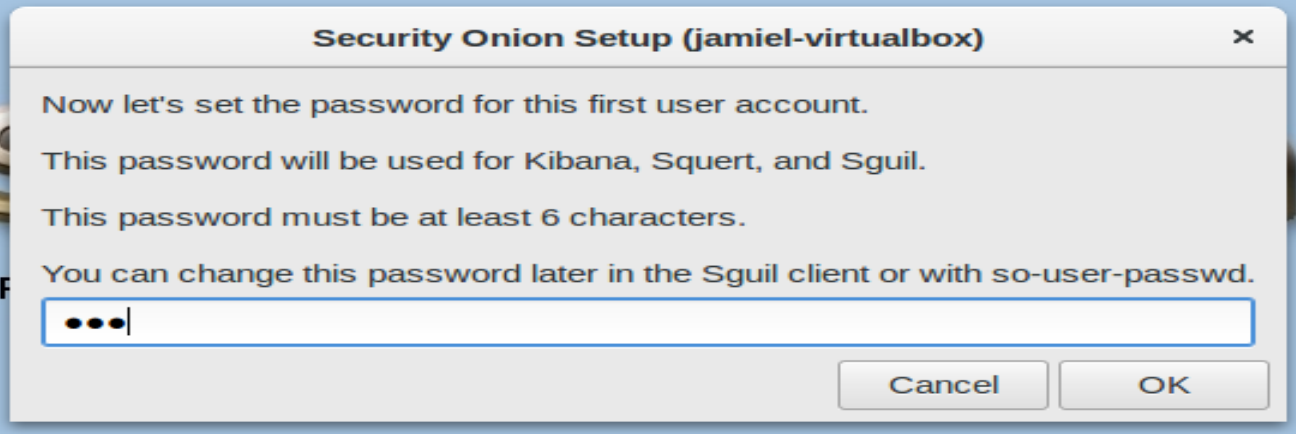 Security Onion Setup (jamiel-virtualbox)
Now let's set the password for this first user account.
This password will be used for Kibana, Squert, and Sguil.
This password must be at least 6 characters.
You can change this password later in the Sguil client or with so-user-passwd.
●●●
Cancel OK